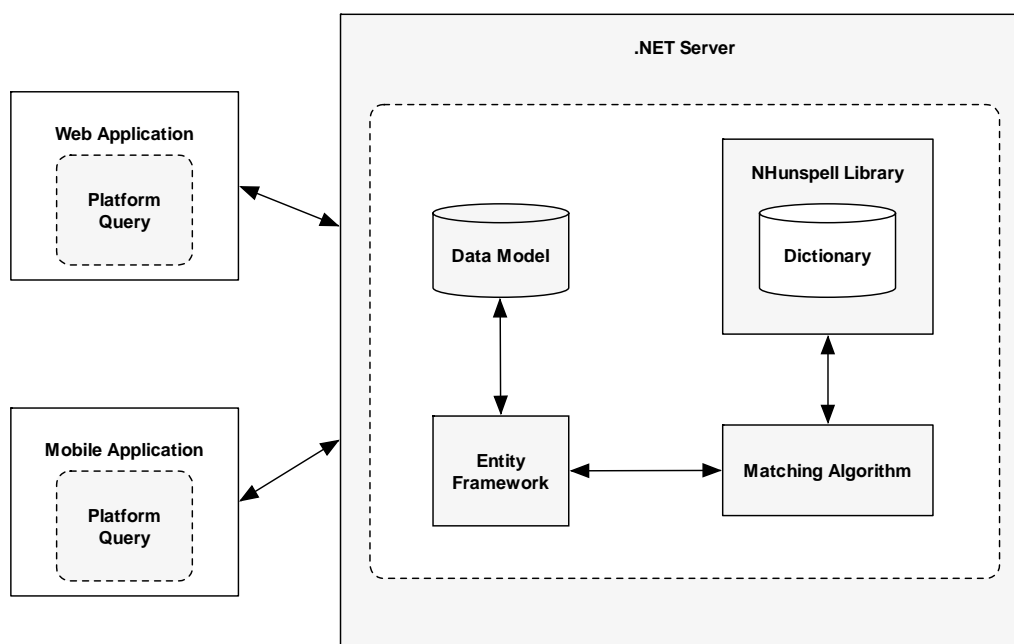 .NET Server
Web Application
Platform
Query
NHunspell Library
Data Model
Dictionary
Mobile Application
Platform
Query
Entity
Framework
Matching Algorithm